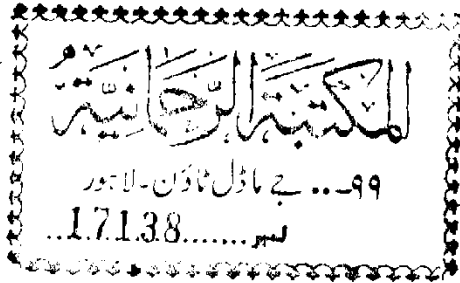 المكتبة الرحمانية
۹۹... جے ماڈل ٹاؤن۔ لاہور
نمبر.......17138...